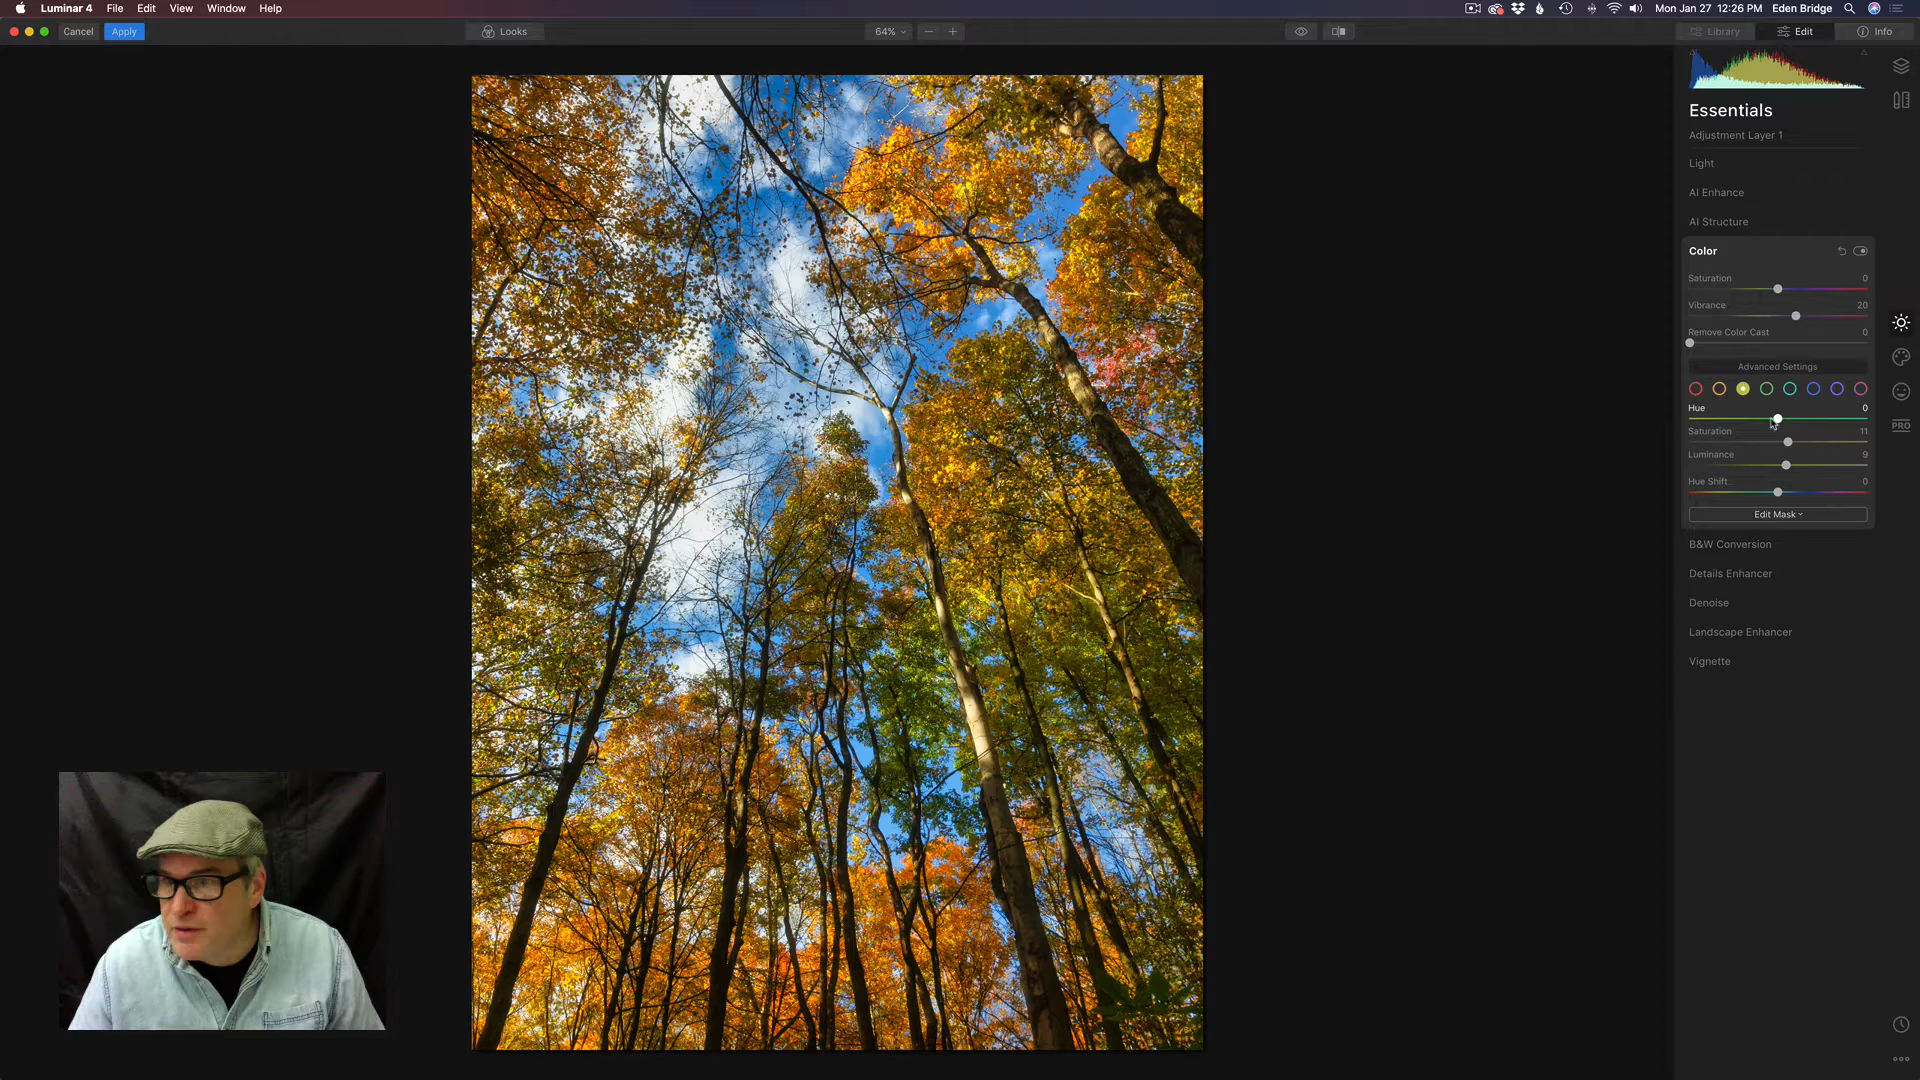 Luminar 4 File Edit View Window Help Mon Jan 27 12:26 PM Eden Bridge
Cancel Apply Looks 64% Library Edit Info
Essentials
Adjustment Layer 1
Light
AI Enhance
AI Structure
Color
Saturation 0
Vibrance 20
Remove Color Cast 0
Advanced Settings
Hue 0
Saturation 11
Luminance 9
Hue Shift 0
Edit Mask
B&W Conversion
Details Enhancer
Denoise
Landscape Enhancer
Vignette
PRO